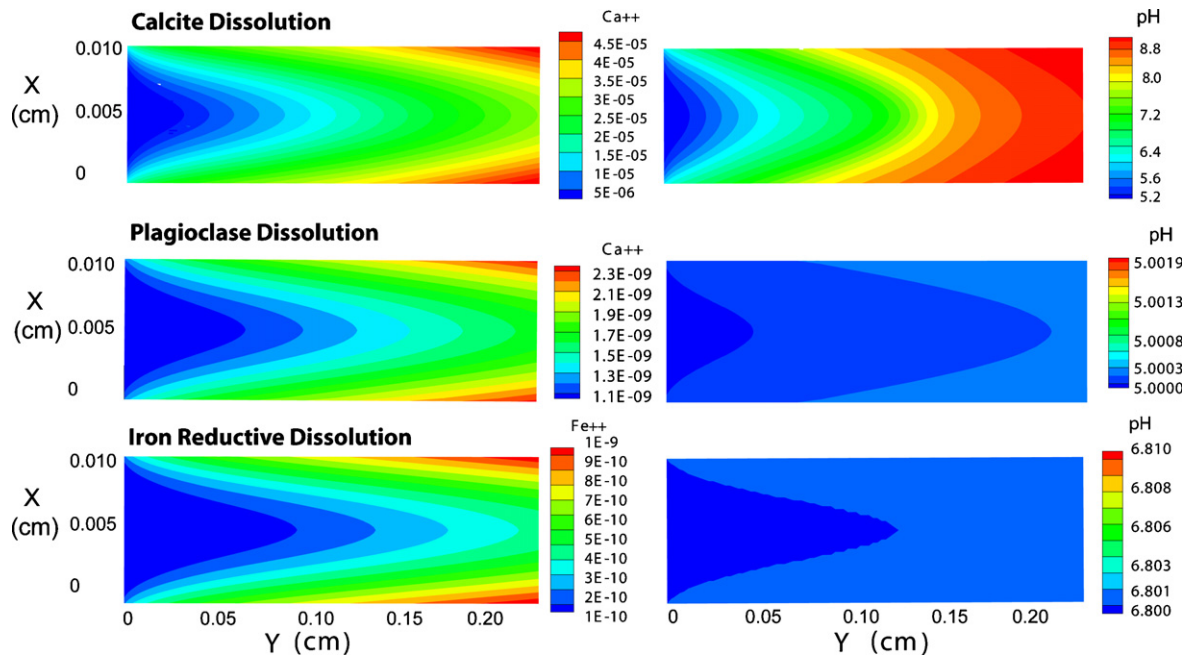 Calcite Dissolution
Ca++
pH
X
(cm)
0.010
0.005
0
4.5E-05
4E-05
3E-05
2E-05
1.5E-05
1E-05
5E-06
8.8
8.0
7.2
6.4
5.6
5.2
Plagioclase Dissolution
Ca++
pH
X
(cm)
0.010
0.005
0
2.3E-09
2.1E-09
1.9E-09
1.7E-09
1.5E-09
1.3E-09
1.1E-09
5.0019
5.0013
5.0008
5.0003
5.0000
Iron Reductive Dissolution
Fe++
pH
X
(cm)
0.010
0.005
0
1E-9
9E-10
8E-10
7E-10
6E-10
5E-10
4E-10
3E-10
2E-10
1E-10
6.810
6.808
6.806
6.803
6.801
6.800
0 0.05 0.10 0.15 0.20
Y (cm)
0 0.05 0.10 0.15 0.20
Y (cm)